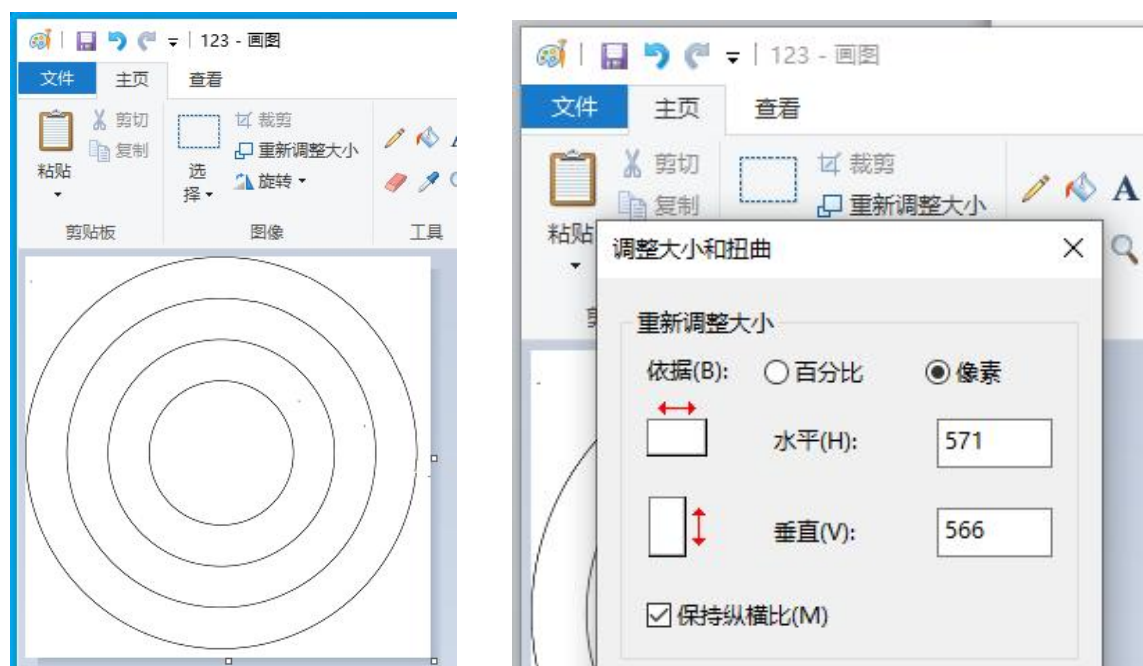 123 - 画图
文件 主页 查看
剪切
复制
粘贴
选择
裁剪
重新调整大小
旋转
剪贴板 图像 工具
123 - 画图
文件 主页 查看
剪切
复制
粘贴
裁剪
重新调整大小
A
调整大小和扭曲
重新调整大小
依据(B): 百分比 像素
水平(H): 571
垂直(V): 566
保持纵横比(M)